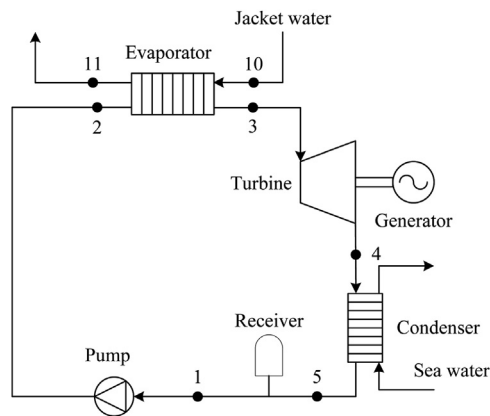 Jacket water
Evaporator
11
10
2
3
Turbine
Generator
4
Receiver
Condenser
Pump
1
5
Sea water